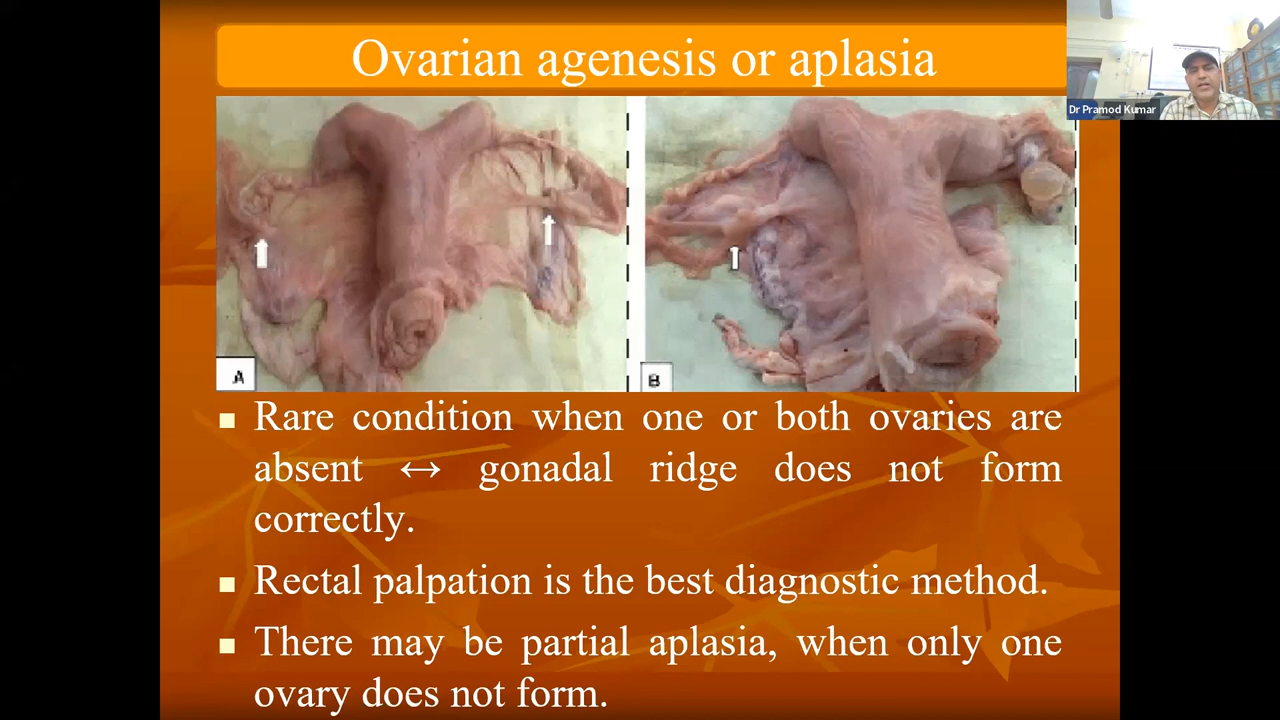 Ovarian agenesis or aplasia
Dr Pramod Kumar
A
B
Rare condition when one or both ovaries are
absent ↔ gonadal ridge does not form
correctly.
Rectal palpation is the best diagnostic method.
There may be partial aplasia, when only one
ovary does not form.